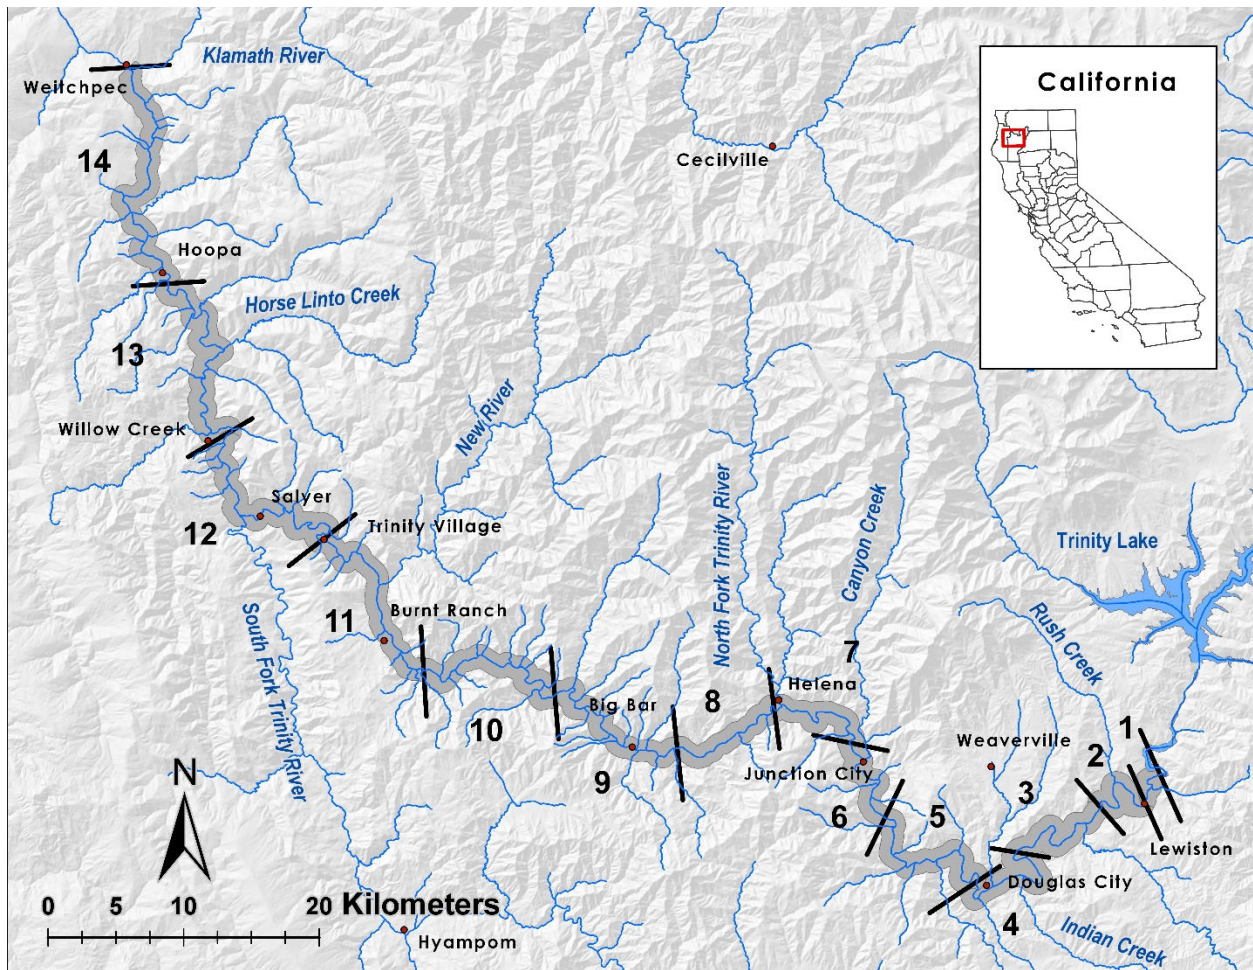 Klamath River
California
Weitchpec
Cecilville
14
Hoopa
Horse Linto Creek
13
New River
Willow Creek
Salyer
Trinity Village
12
North Fork Trinity River
Canyon Creek
Trinity Lake
Burnt Ranch
11
South Fork Trinity River
Rush Creek
7
Helena
8
Big Bar
10
1
Weaverville
2
Junction City
9
3
N
6
5
Lewiston
Douglas City
4
Indian Creek
0 5 10 20 Kilometers
Hyampom